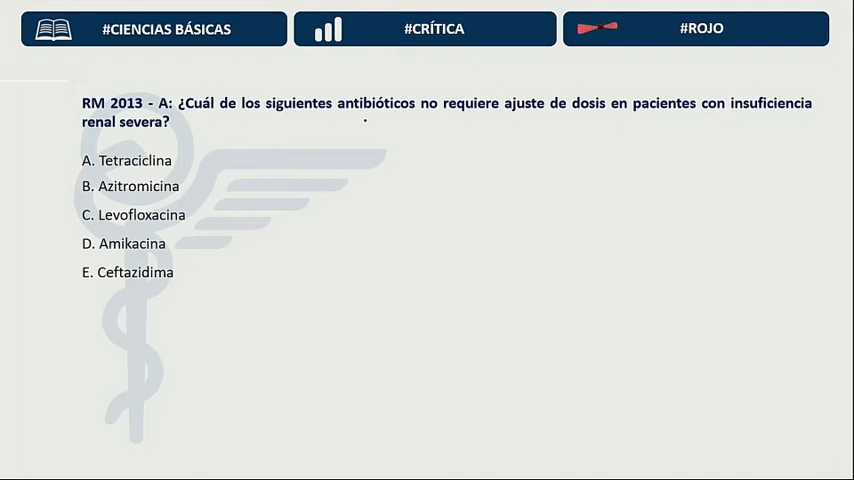 #CIENCIAS BÁSICAS
#CRÍTICA
#ROJO
RM 2013 - A: ¿Cuál de los siguientes antibióticos no requiere ajuste de dosis en pacientes con insuficiencia
renal severa?
A. Tetraciclina
B. Azitromicina
C. Levofloxacina
D. Amikacina
E. Ceftazidima